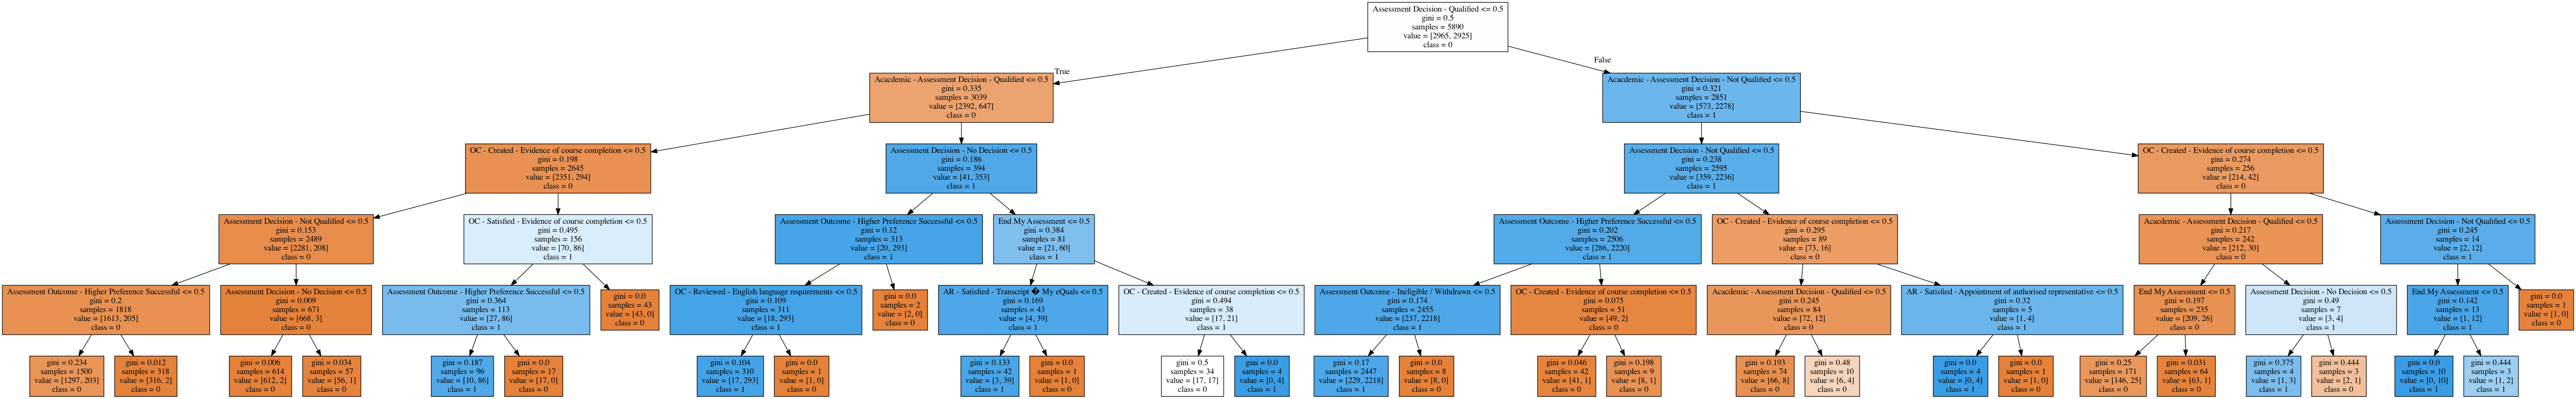 Assessment Decision - Qualified <= 0.5
gini = 0.5
samples = 5890
value = [2965, 2925]
class = 0
True
False
Acacdemic - Assessment Decision - Qualified <= 0.5
gini = 0.335
samples = 3039
value = [2392, 647]
class = 0
Acacdemic - Assessment Decision - Not Qualified <= 0.5
gini = 0.321
samples = 2851
value = [573, 2278]
class = 1
OC - Created - Evidence of course completion <= 0.5
gini = 0.198
samples = 2645
value = [2351, 294]
class = 0
Assessment Decision - No Decision <= 0.5
gini = 0.186
samples = 394
value = [41, 353]
class = 1
Assessment Decision - Not Qualified <= 0.5
gini = 0.238
samples = 2595
value = [359, 2236]
class = 1
OC - Created - Evidence of course completion <= 0.5
gini = 0.274
samples = 256
value = [214, 42]
class = 0
Assessment Decision - Not Qualified <= 0.5
gini = 0.153
samples = 2489
value = [2281, 208]
class = 0
OC - Satisfied - Evidence of course completion <= 0.5
gini = 0.495
samples = 156
value = [70, 86]
class = 1
Assessment Outcome - Higher Preference Successful <= 0.5
gini = 0.12
samples = 313
value = [20, 293]
class = 1
End My Assessment <= 0.5
gini = 0.384
samples = 81
value = [21, 60]
class = 1
Assessment Outcome - Higher Preference Successful <= 0.5
gini = 0.202
samples = 2506
value = [286, 2220]
class = 1
OC - Created - Evidence of course completion <= 0.5
gini = 0.295
samples = 89
value = [73, 16]
class = 0
Acacdemic - Assessment Decision - Qualified <= 0.5
gini = 0.217
samples = 242
value = [212, 30]
class = 0
Assessment Decision - Not Qualified <= 0.5
gini = 0.245
samples = 14
value = [2, 12]
class = 1
Assessment Outcome - Higher Preference Successful <= 0.5
gini = 0.2
samples = 1818
value = [1613, 205]
class = 0
Assessment Decision - No Decision <= 0.5
gini = 0.009
samples = 671
value = [668, 3]
class = 0
Assessment Outcome - Higher Preference Successful <= 0.5
gini = 0.364
samples = 113
value = [27, 86]
class = 1
gini = 0.0
samples = 43
value = [43, 0]
class = 0
OC - Reviewed - English language requirements <= 0.5
gini = 0.109
samples = 311
value = [18, 293]
class = 1
gini = 0.0
samples = 2
value = [2, 0]
class = 0
AR - Satisfied - Transcript � My eQuals <= 0.5
gini = 0.169
samples = 43
value = [4, 39]
class = 1
OC - Created - Evidence of course completion <= 0.5
gini = 0.494
samples = 38
value = [17, 21]
class = 1
Assessment Outcome - Ineligible / Withdrawn <= 0.5
gini = 0.174
samples = 2455
value = [237, 2218]
class = 1
OC - Created - Evidence of course completion <= 0.5
gini = 0.075
samples = 51
value = [49, 2]
class = 0
Acacdemic - Assessment Decision - Qualified <= 0.5
gini = 0.245
samples = 84
value = [72, 12]
class = 0
AR - Satisfied - Appointment of authorised representative <= 0.5
gini = 0.32
samples = 5
value = [1, 4]
class = 1
End My Assessment <= 0.5
gini = 0.197
samples = 235
value = [209, 26]
class = 0
Assessment Decision - No Decision <= 0.5
gini = 0.49
samples = 7
value = [3, 4]
class = 1
End My Assessment <= 0.5
gini = 0.142
samples = 13
value = [1, 12]
class = 1
gini = 0.0
samples = 1
value = [1, 0]
class = 0
gini = 0.234
samples = 1500
value = [1297, 203]
class = 0
gini = 0.012
samples = 318
value = [316, 2]
class = 0
gini = 0.006
samples = 614
value = [612, 2]
class = 0
gini = 0.034
samples = 57
value = [56, 1]
class = 0
gini = 0.187
samples = 96
value = [10, 86]
class = 1
gini = 0.0
samples = 17
value = [17, 0]
class = 0
gini = 0.104
samples = 310
value = [17, 293]
class = 1
gini = 0.0
samples = 1
value = [1, 0]
class = 0
gini = 0.133
samples = 42
value = [3, 39]
class = 1
gini = 0.0
samples = 1
value = [1, 0]
class = 0
gini = 0.5
samples = 34
value = [17, 17]
class = 0
gini = 0.0
samples = 4
value = [0, 4]
class = 1
gini = 0.17
samples = 2447
value = [229, 2218]
class = 1
gini = 0.0
samples = 8
value = [8, 0]
class = 0
gini = 0.046
samples = 42
value = [41, 1]
class = 0
gini = 0.198
samples = 9
value = [8, 1]
class = 0
gini = 0.193
samples = 74
value = [66, 8]
class = 0
gini = 0.48
samples = 10
value = [6, 4]
class = 0
gini = 0.0
samples = 4
value = [0, 4]
class = 1
gini = 0.0
samples = 1
value = [1, 0]
class = 0
gini = 0.25
samples = 171
value = [146, 25]
class = 0
gini = 0.031
samples = 64
value = [63, 1]
class = 0
gini = 0.375
samples = 4
value = [1, 3]
class = 1
gini = 0.444
samples = 3
value = [2, 1]
class = 0
gini = 0.0
samples = 10
value = [0, 10]
class = 1
gini = 0.444
samples = 3
value = [1, 2]
class = 1